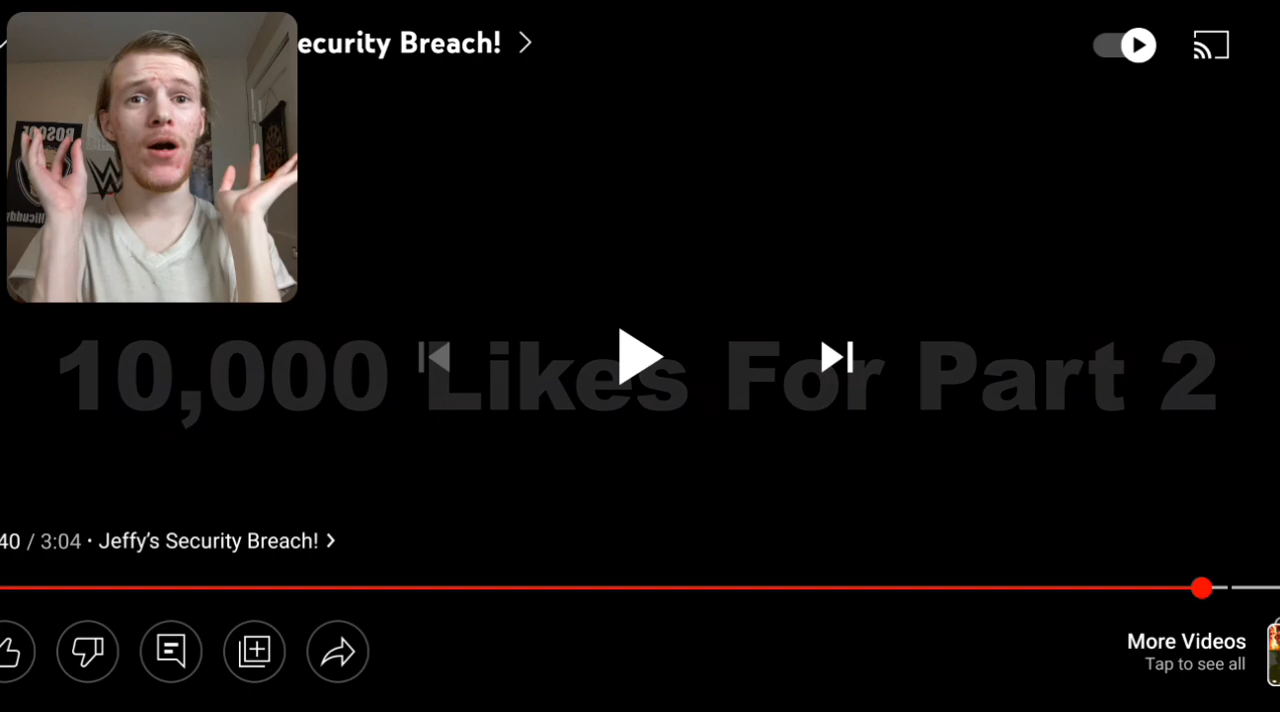 ecurity Breach!
ROSCOE
W
10,000 Likes For Part 2
40 / 3:04 · Jeffy's Security Breach!
More Videos
Tap to see all